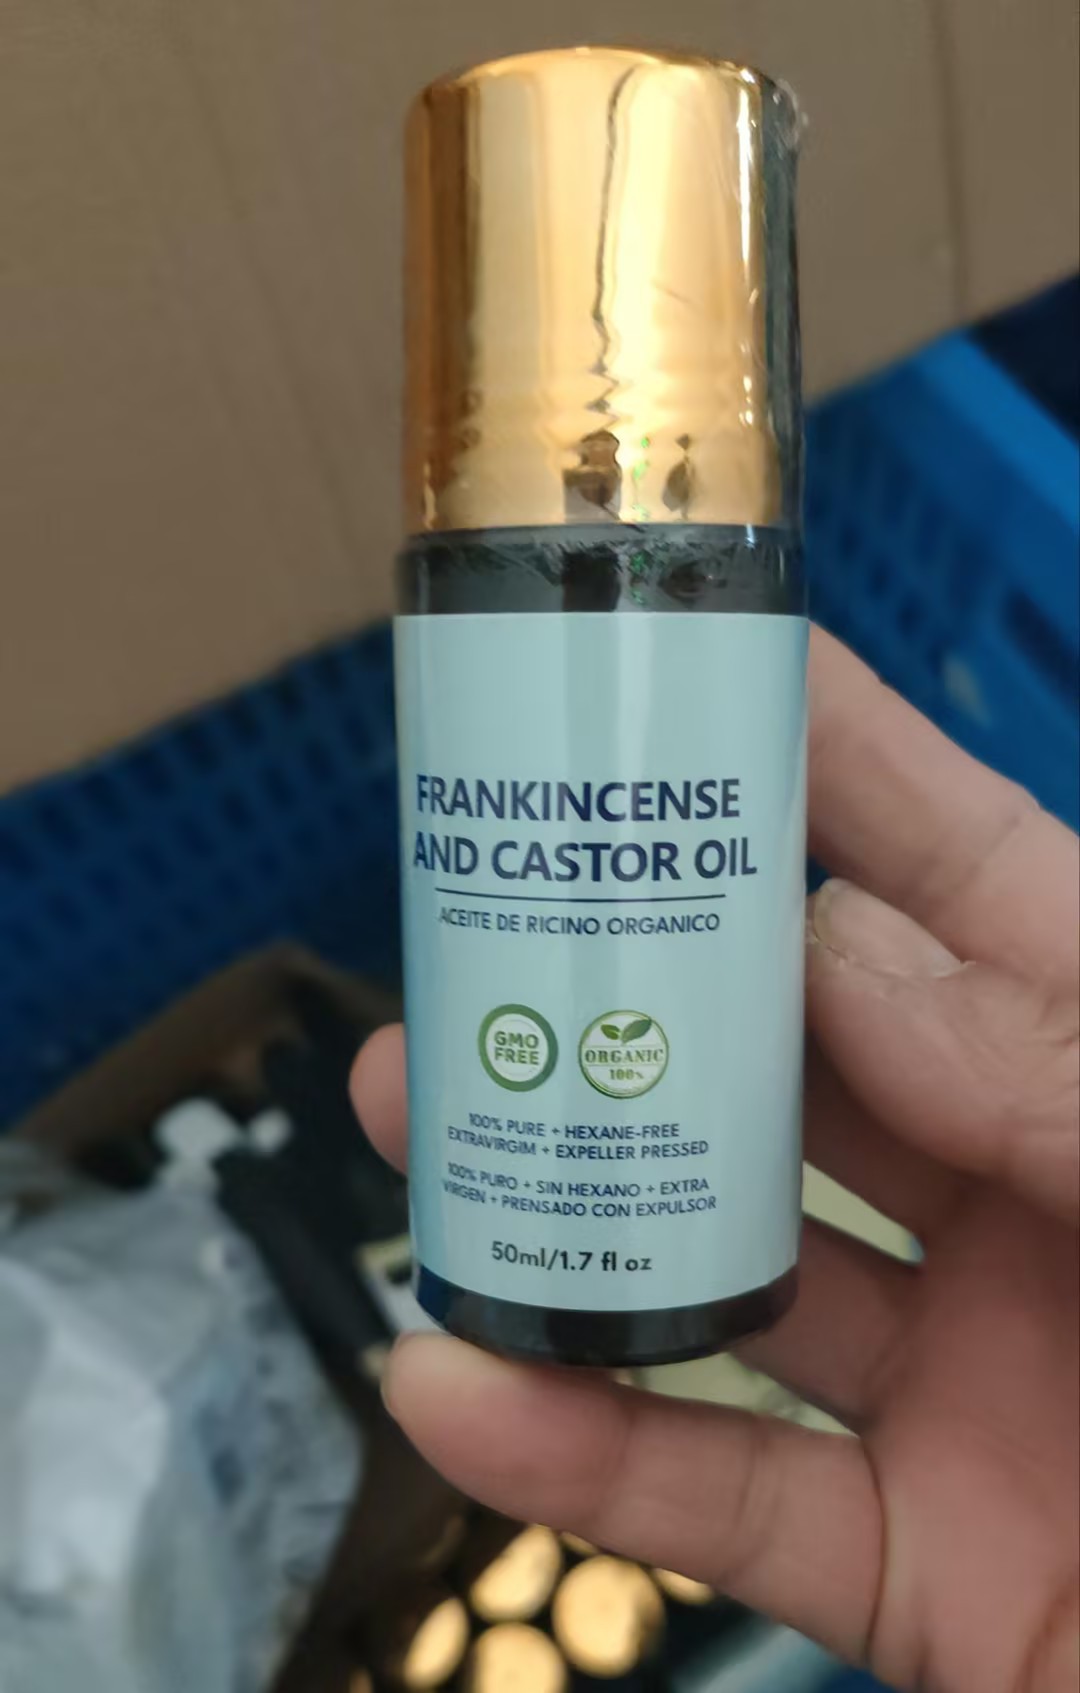 FRANKINCENSE
AND CASTOR OIL
ACEITE DE RICINO ORGANICO
GMO
FREE
ORGANIC
100%
100% PURE + HEXANE-FREE
EXTRAVIRGIM + EXPELLER PRESSED
100% PURO + SIN HEXANO + EXTRA
VIRGEN + PRENSADO CON EXPULSOR
50ml/1.7 fl oz